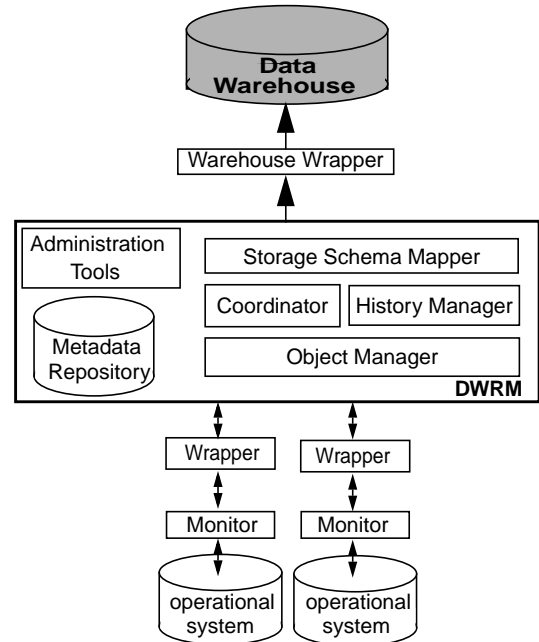 Data
Warehouse
Warehouse Wrapper
Administration
Tools
Storage Schema Mapper
Coordinator
History Manager
Metadata
Repository
Object Manager
DWRM
Wrapper
Wrapper
Monitor
Monitor
operational
system
operational
system